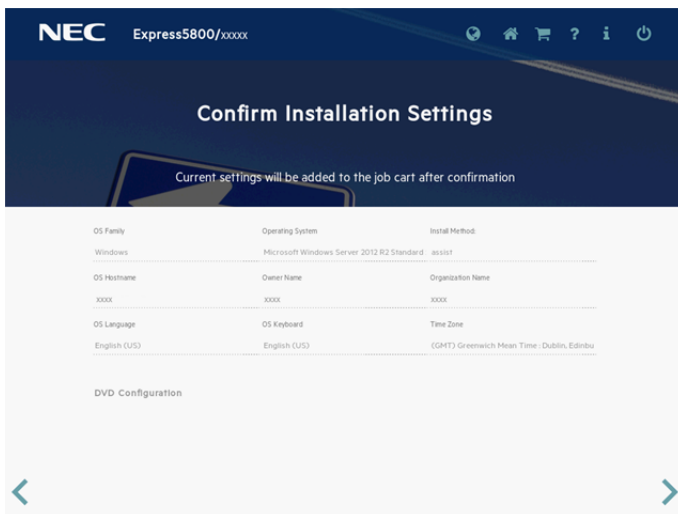 NEC Express5800/xxxxx ? i
Confirm Installation Settings
Current settings will be added to the job cart after confirmation
OS Family Operating System Install Method:
Windows Microsoft Windows Server 2012 R2 Standard assist
OS Hostname Owner Name Organization Name
xxxx xxxx xxxx
OS Language OS Keyboard Time Zone
English (US) English (US) (GMT) Greenwich Mean Time : Dublin, Edinbu
DVD Configuration